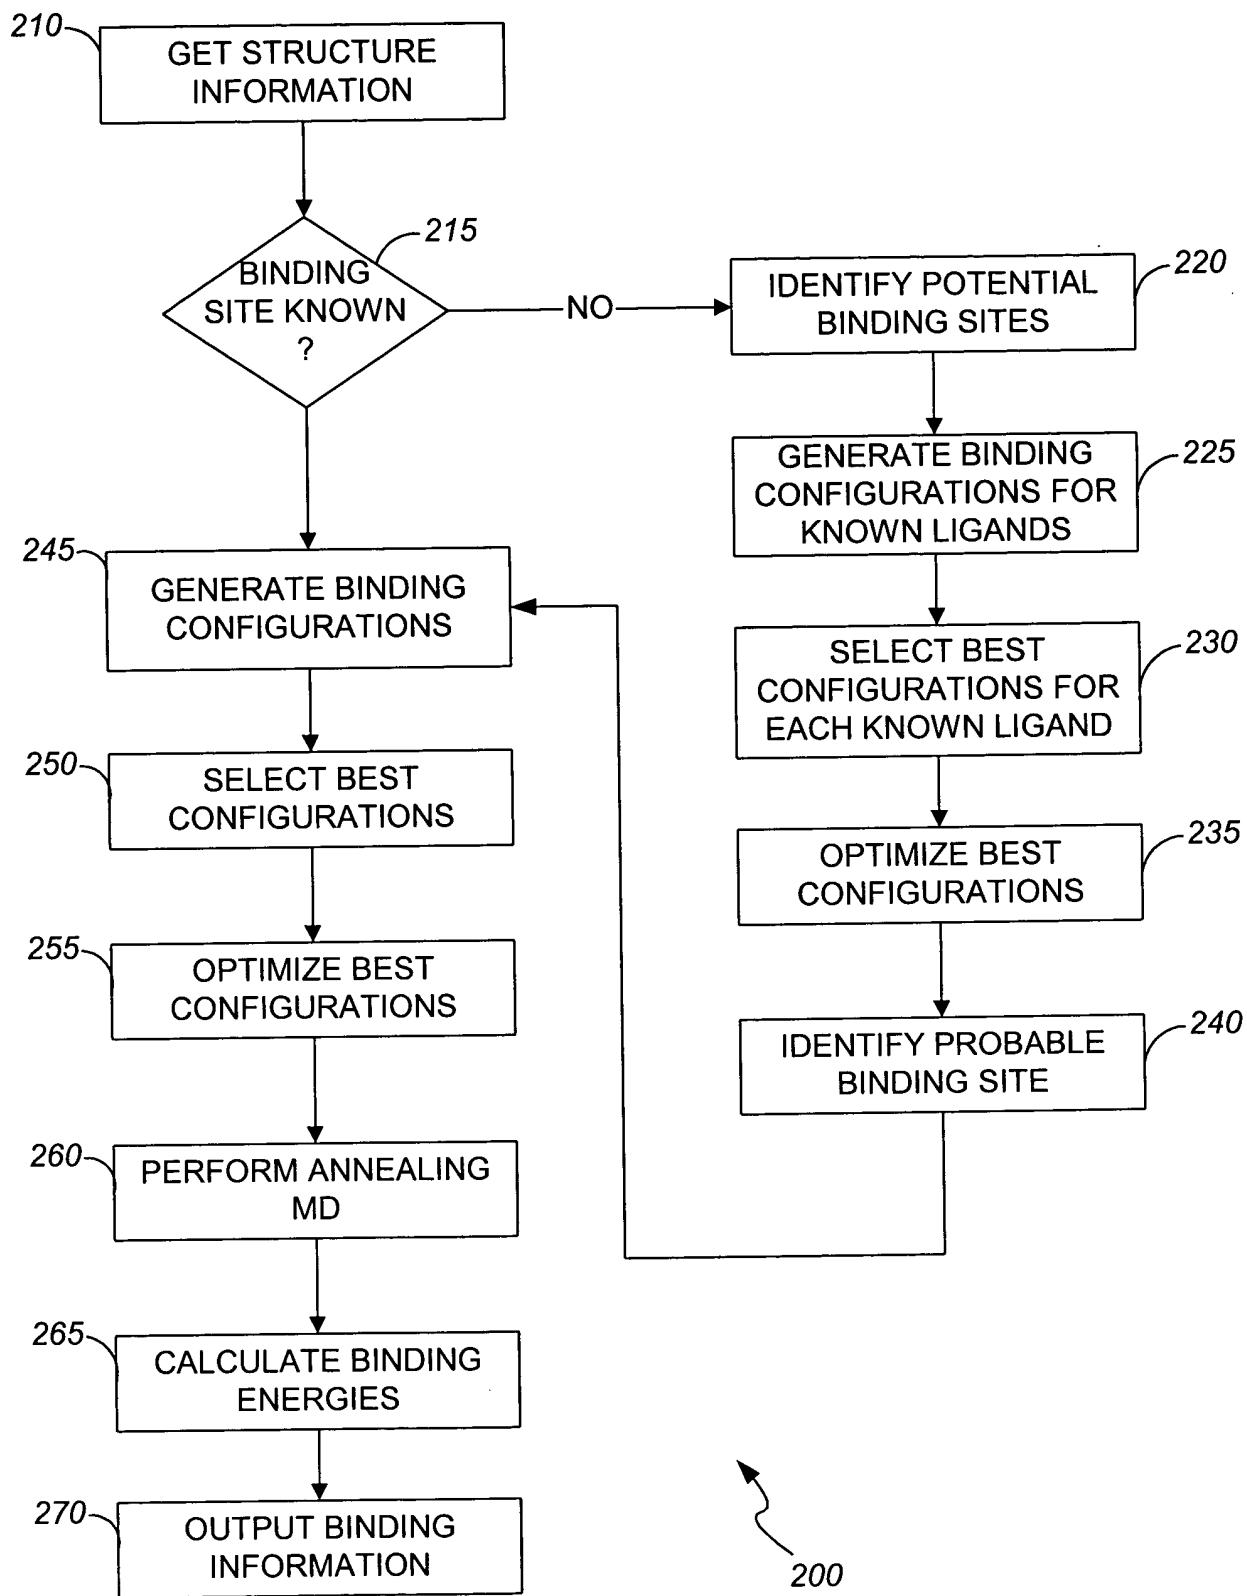 210
GET STRUCTURE
INFORMATION
215
BINDING
SITE KNOWN
?
NO
220
IDENTIFY POTENTIAL
BINDING SITES
225
GENERATE BINDING
CONFIGURATIONS FOR
KNOWN LIGANDS
230
SELECT BEST
CONFIGURATIONS FOR
EACH KNOWN LIGAND
235
OPTIMIZE BEST
CONFIGURATIONS
240
IDENTIFY PROBABLE
BINDING SITE
245
GENERATE BINDING
CONFIGURATIONS
250
SELECT BEST
CONFIGURATIONS
255
OPTIMIZE BEST
CONFIGURATIONS
260
PERFORM ANNEALING
MD
265
CALCULATE BINDING
ENERGIES
270
OUTPUT BINDING
INFORMATION
200